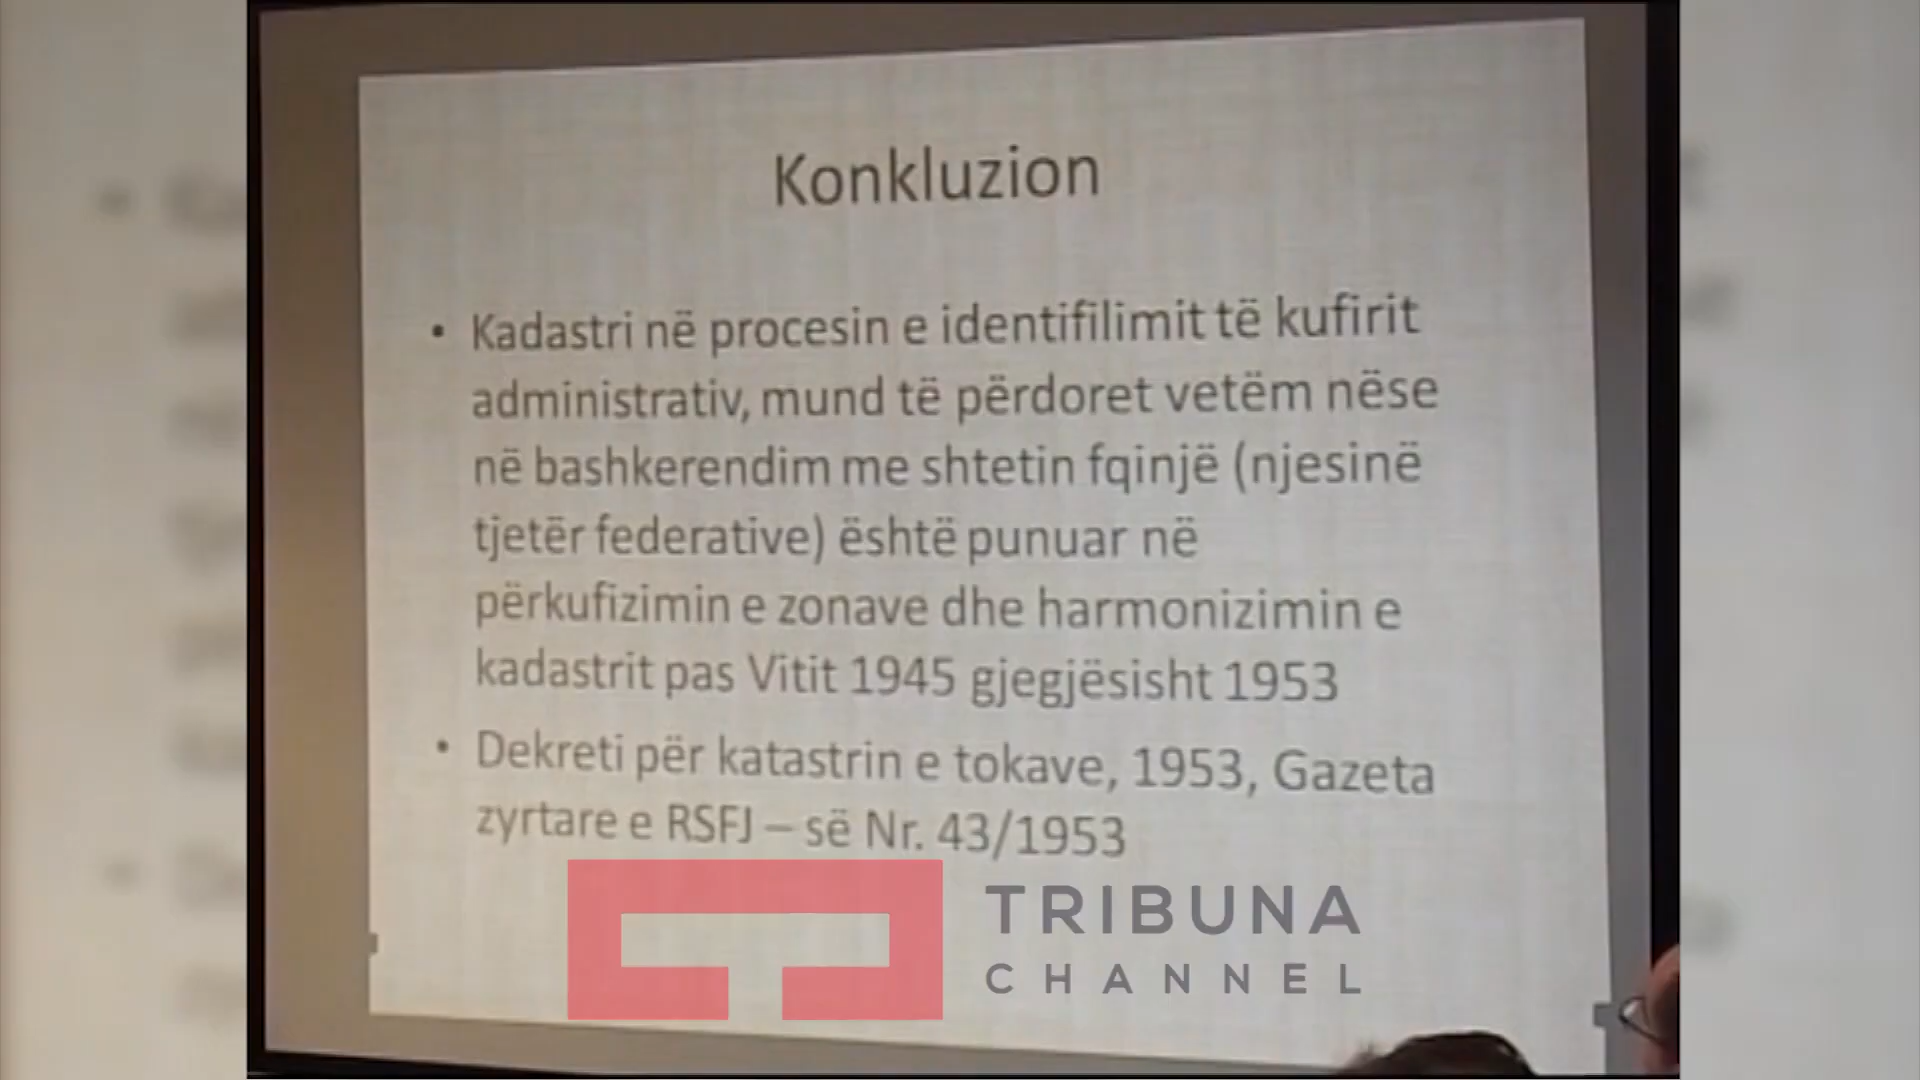 Konkluzion
• Kadastri në procesin e identifilimit të kufirit
administrativ, mund të përdoret vetëm nëse
në bashkerendim me shtetin fqinjë (njesinë
tjetër federative) është punuar në
përkufizimin e zonave dhe harmonizimin e
kadastrit pas Vitit 1945 gjegjësisht 1953
• Dekreti për katastrin e tokave, 1953, Gazeta
zyrtare e RSFJ – së Nr. 43/1953
TRIBUNA
CHANNEL